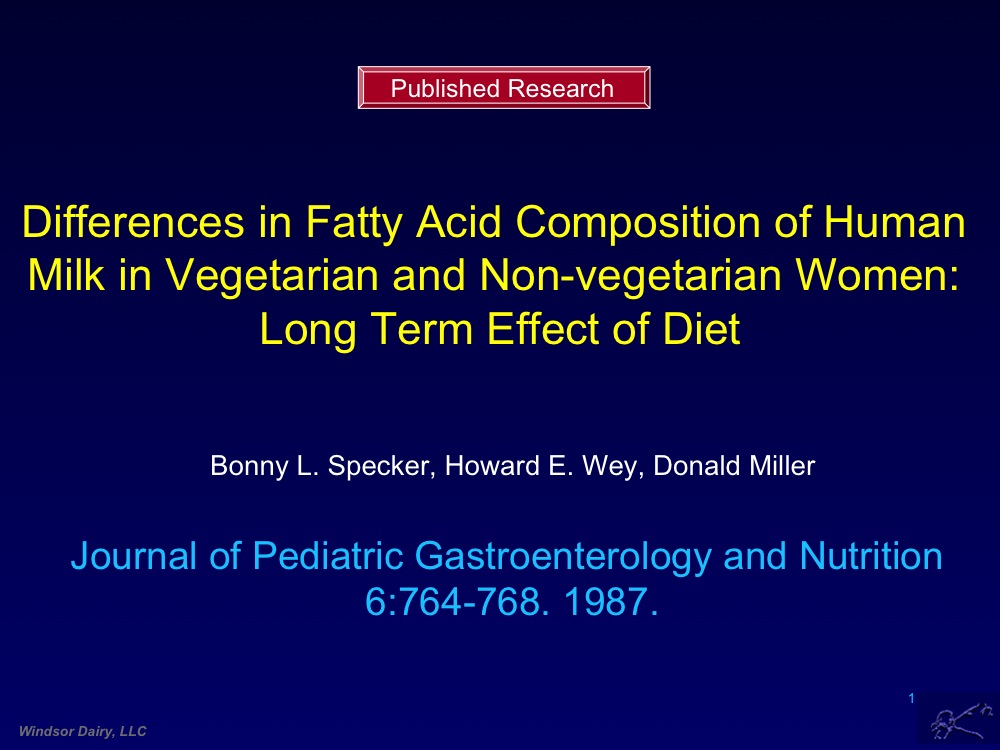 Published Research
Differences in Fatty Acid Composition of Human
Milk in Vegetarian and Non-vegetarian Women:
Long Term Effect of Diet
Bonny L. Specker, Howard E. Wey, Donald Miller
Journal of Pediatric Gastroenterology and Nutrition
6:764-768. 1987.
1
Windsor Dairy, LLC